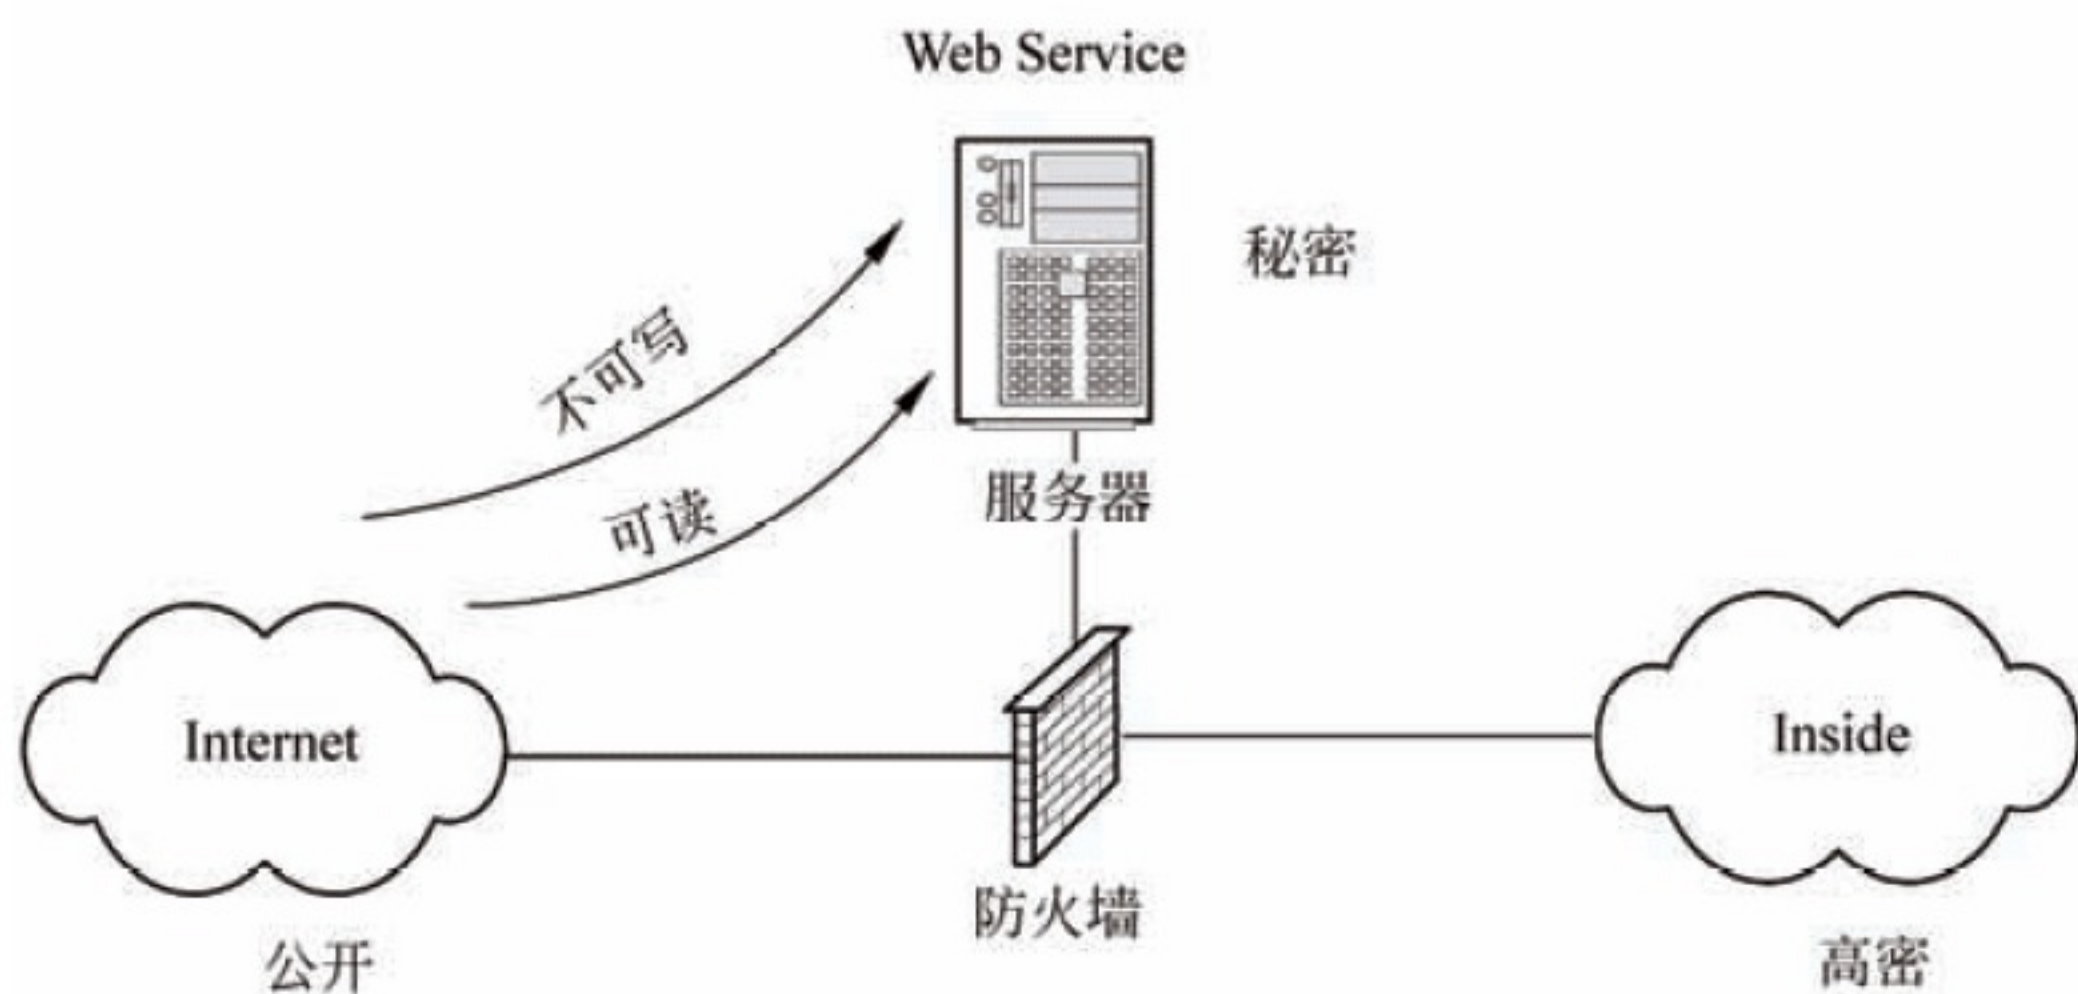 Web Service
秘密
不可写
可读
服务器
Internet
Inside
防火墙
公开
高密